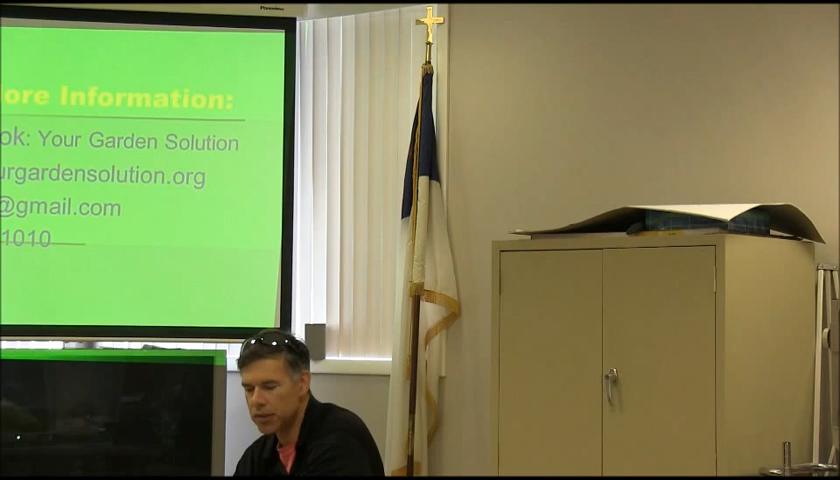 ore Information:
ok: Your Garden Solution
urgardensolution.org
@gmail.com
1010